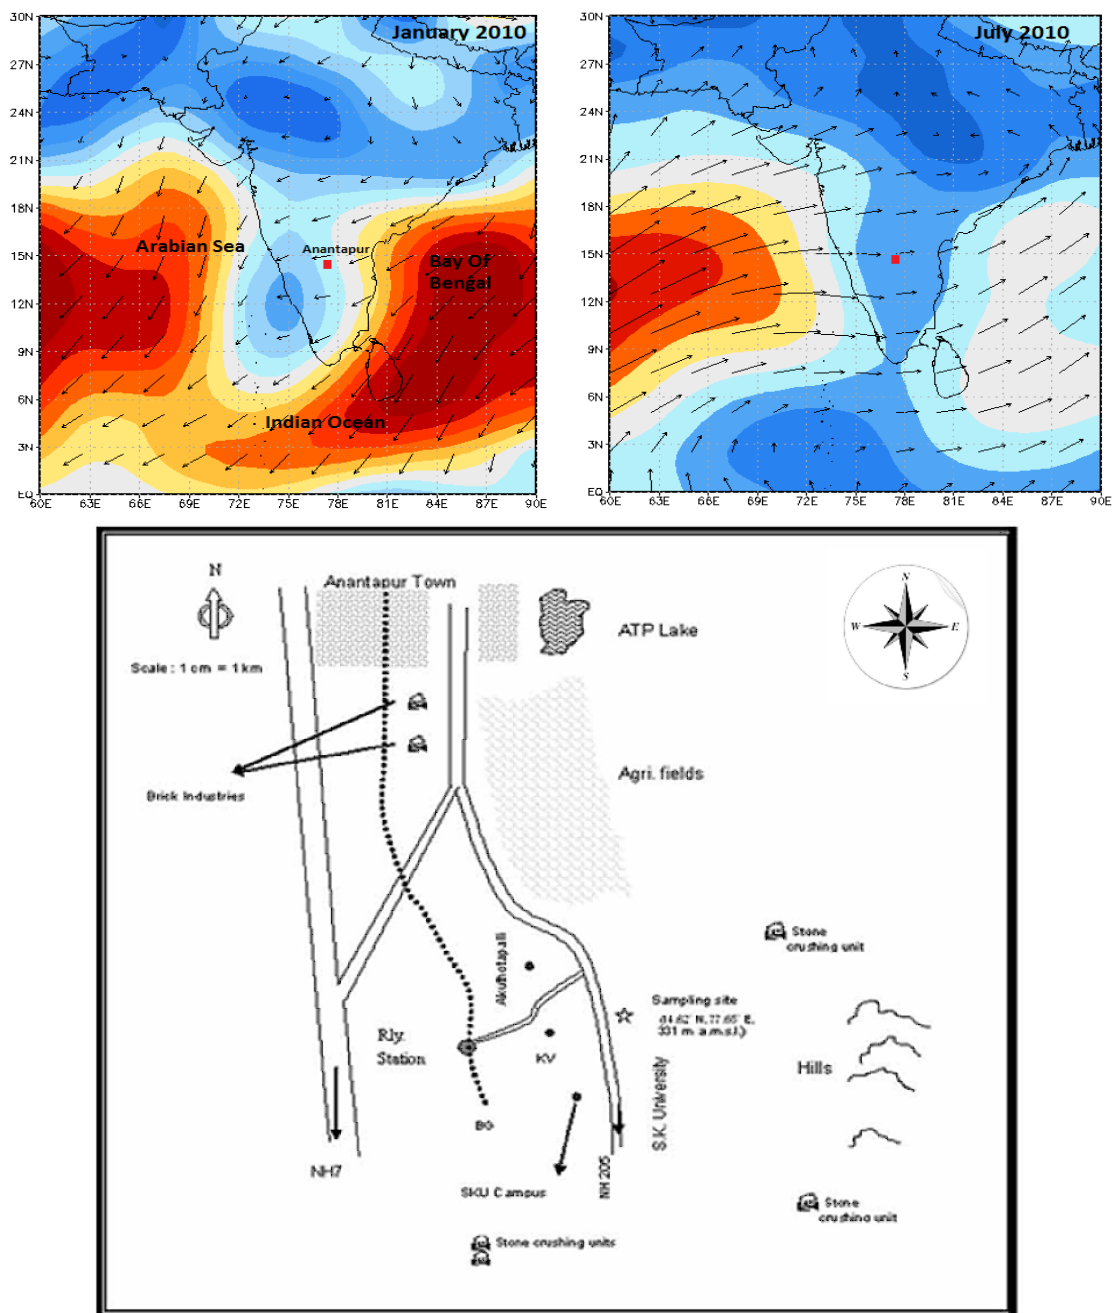 January 2010
30N
27N
24N
21N
18N
15N
12N
9N
6N
3N
EQ
60E 63E 66E 69E 72E 75E 78E 81E 84E 87E 90E
Arabian Sea
Anantapur
Bay Of
Bengal
Indian Ocean
July 2010
30N
27N
24N
21N
18N
15N
12N
9N
6N
3N
EQ
60E 63E 66E 69E 72E 75E 78E 81E 84E 87E 90E
N
Anantapur Town
ATP Lake
N
W E
S
Scale : 1 cm = 1 km
Brick Industries
Agri. fields
Stone
crushing unit
Akuthotapalli
Sampling site
331 m. a.m.s.l.)
Rly.
Station
KV
Hills
S.K. University
BG
NH7
SKU Campus
NH 205
Stone
crushing unit
Stone crushing units